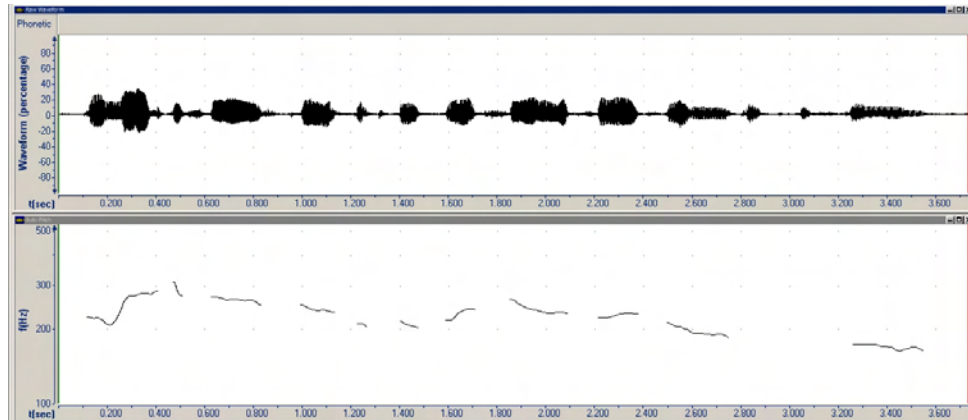 Raw Waveform
Phonetic
Waveform (percentage)
80
60
40
20
0
-20
-40
-60
-80
t[sec] 0.200 0.400 0.600 0.800 1.000 1.200 1.400 1.600 1.800 2.000 2.200 2.400 2.600 2.800 3.000 3.200 3.400 3.600
Auto Pitch
f(Hz)
500
300
200
100
t[sec] 0.200 0.400 0.600 0.800 1.000 1.200 1.400 1.600 1.800 2.000 2.200 2.400 2.600 2.800 3.000 3.200 3.400 3.600